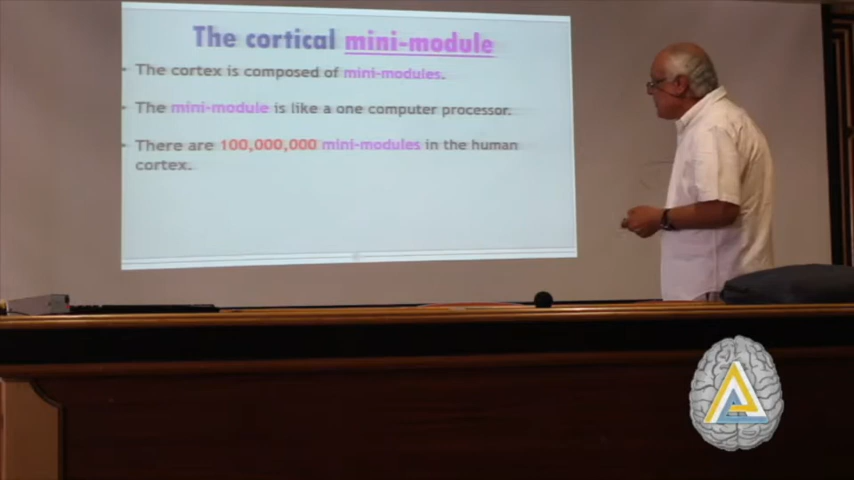 The cortical mini-module
• The cortex is composed of mini-modules.
• The mini-module is like a one computer processor.
• There are 100,000,000 mini-modules in the human
cortex.